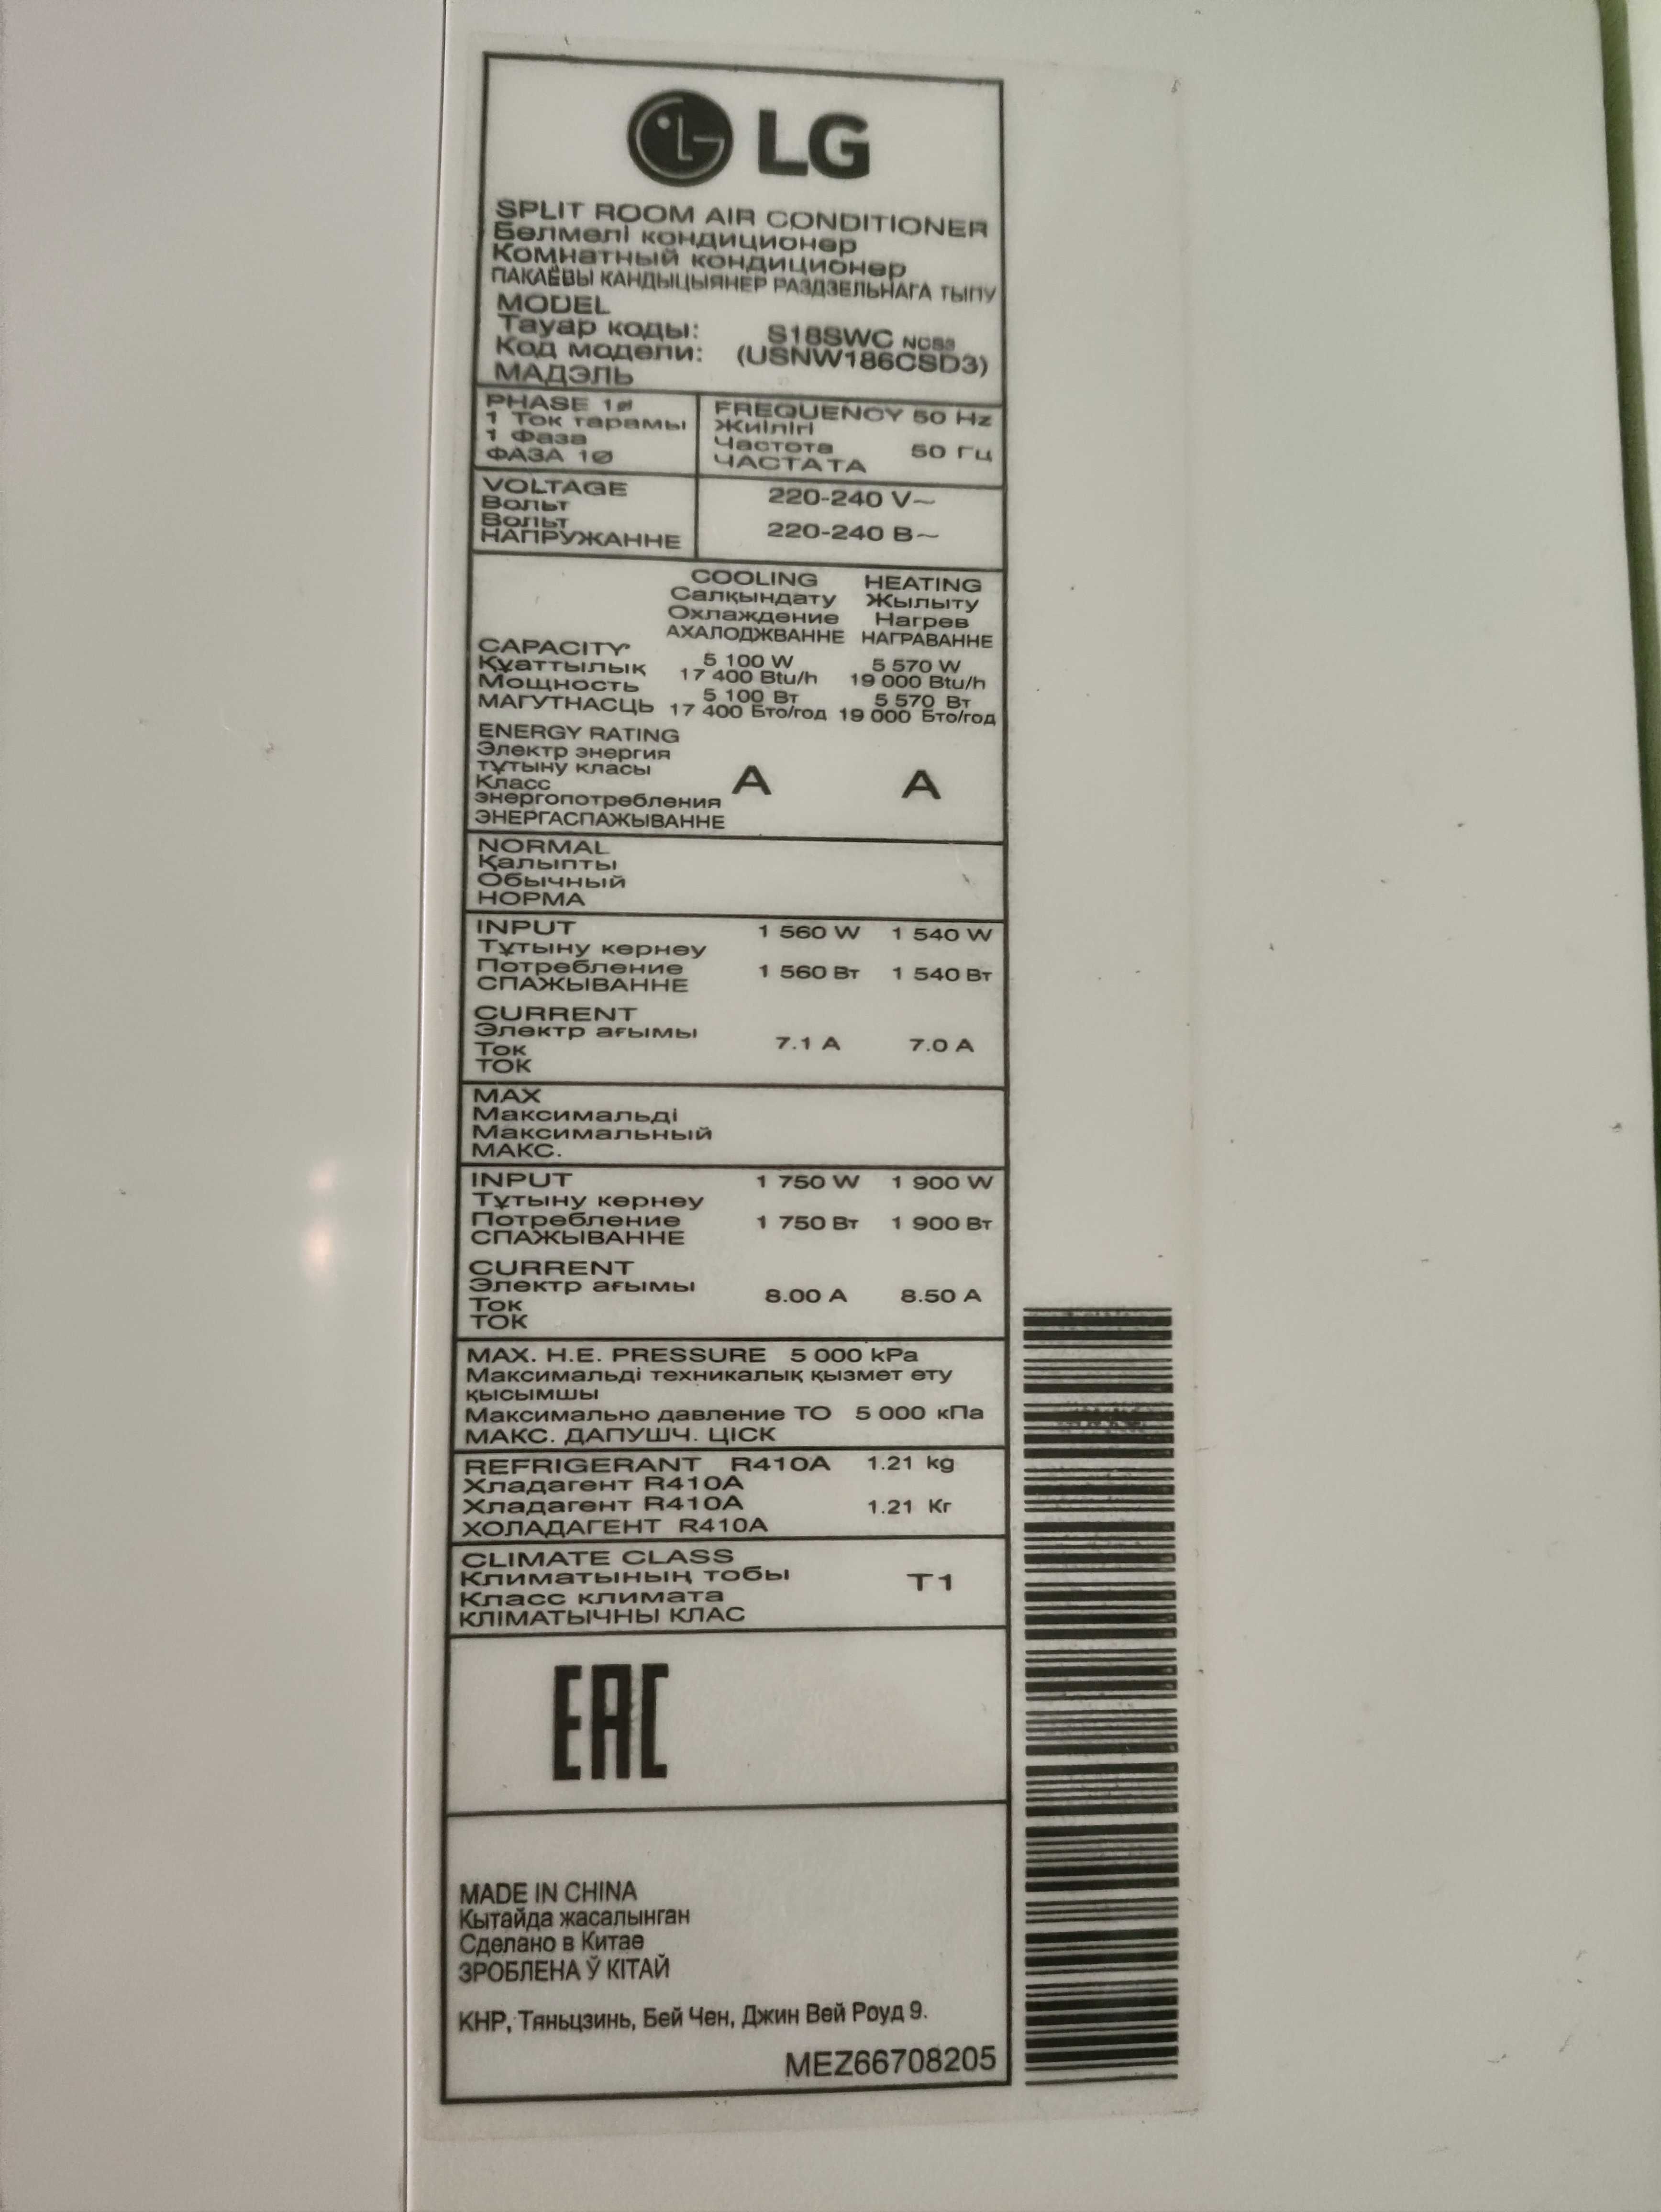 LG
SPLIT ROOM AIR CONDITIONER
Бөлмелі кондиционер
Комнатный кондиционер
ПАКАЁВЫ КАНДЫЦЫЯНЕР РАЗДЗЕЛЬНАГА ТЫПУ
MODEL
Тауар коды: S18SWC NCS3
Код модели: (USNW186CSD3)
МАДЭЛЬ
PHASE 1ø
1 Ток тарамы
1 Фаза
ФАЗА 1Ø
FREQUENCY 50 Hz
Жиілігі
Частота 50 Гц
ЧАСТАТА
VOLTAGE 220-240 V~
Вольт
Вольт 220-240 В~
НАПРУЖАННЕ
COOLING HEATING
Салқындату Жылыту
Охлаждение Нагрев
АХАЛОДЖВАННЕ НАГРАВАННЕ
CAPACITY 5 100 W 5 570 W
Қуаттылық 17 400 Btu/h 19 000 Btu/h
Мощность 5 100 Вт 5 570 Вт
МАГУТНАСЦЬ 17 400 Бто/год 19 000 Бто/год
ENERGY RATING
Электр энергия
тұтыну класы
Класс A A
энергопотребления
ЭНЕРГАСПАЖЫВАННЕ
NORMAL
Қалыпты
Обычный
НОРМА
INPUT 1 560 W 1 540 W
Тұтыну кернеу
Потребление 1 560 Вт 1 540 Вт
СПАЖЫВАННЕ
CURRENT
Электр ағымы
Ток 7.1 A 7.0 A
ТОК
MAX
Максимальді
Максимальный
МАКС.
INPUT 1 750 W 1 900 W
Тұтыну кернеу
Потребление 1 750 Вт 1 900 Вт
СПАЖЫВАННЕ
CURRENT
Электр ағымы
Ток 8.00 A 8.50 A
ТОК
MAX. H.E. PRESSURE 5 000 kPa
Максимальді техникалық қызмет ету
қысымшы
Максимально давление ТО 5 000 кПа
МАКС. ДАПУШЧ. ЦІСК
REFRIGERANT R410A 1.21 kg
Хладагент R410A
Хладагент R410A 1.21 Кг
ХОЛАДАГЕНТ R410A
CLIMATE CLASS
Климатының тобы T1
Класс климата
КЛІМАТЫЧНЫ КЛАС
EAC
MADE IN CHINA
Кытайда жасалынган
Сделано в Китае
ЗРОБЛЕНА Ў КІТАЙ
КНР, Тяньцзинь, Бей Чен, Джин Вей Роуд 9.
MEZ66708205